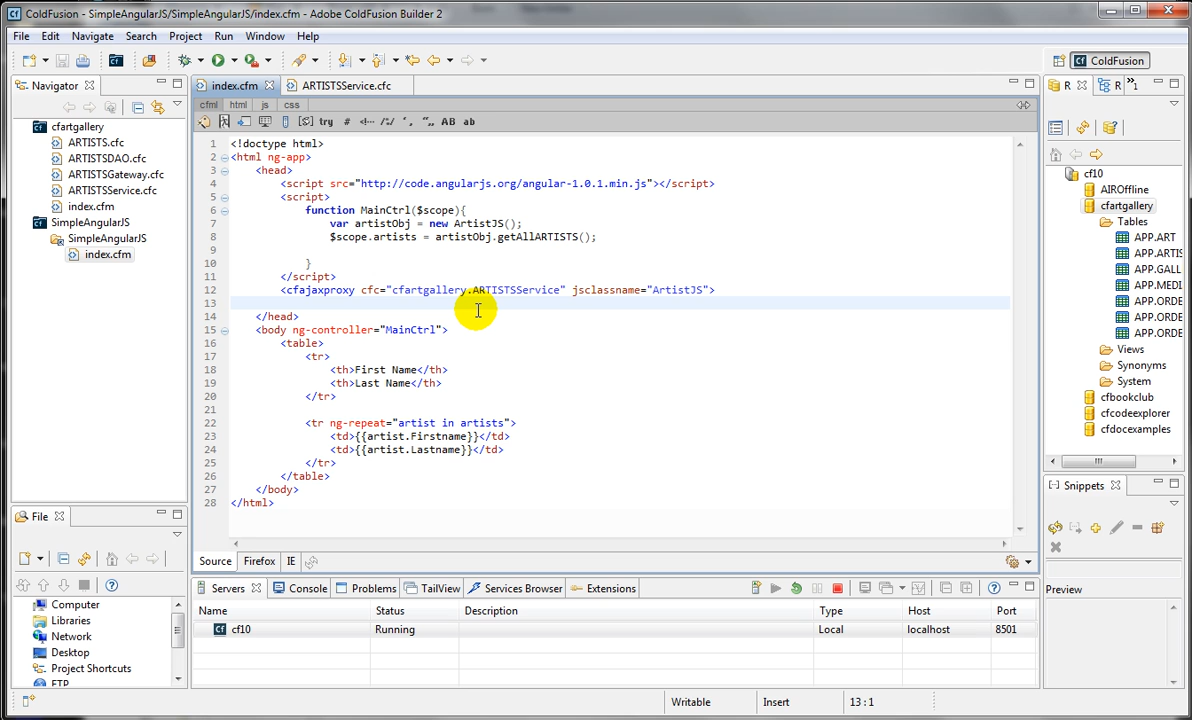 ColdFusion - SimpleAngularJS/SimpleAngularJS/index.cfm - Adobe ColdFusion Builder 2
File Edit Navigate Search Project Run Window Help
ColdFusion
Navigator
cfartgallery
ARTISTS.cfc
ARTISTSDAO.cfc
ARTISTSGateway.cfc
ARTISTSService.cfc
index.cfm
SimpleAngularJS
SimpleAngularJS
index.cfm
File
Computer
Libraries
Network
Desktop
Project Shortcuts
FTP
index.cfm ARTISTSService.cfc
cfml html js css
try # AB ab
1 <!doctype html>
2 <html ng-app>
3 <head>
4 <script src="http://code.angularjs.org/angular-1.0.1.min.js"></script>
5 <script>
6 function MainCtrl($scope){
7 var artistObj = new ArtistJS();
8 $scope.artists = artistObj.getAllARTISTS();
9
10 }
11 </script>
12 <cfajaxproxy cfc="cfartgallery.ARTISTSService" jsclassname="ArtistJS">
13
14 </head>
15 <body ng-controller="MainCtrl">
16 <table>
17 <tr>
18 <th>First Name</th>
19 <th>Last Name</th>
20 </tr>
21
22 <tr ng-repeat="artist in artists">
23 <td>{{artist.Firstname}}</td>
24 <td>{{artist.Lastname}}</td>
25 </tr>
26 </table>
27 </body>
28 </html>
Source Firefox IE
Servers Console Problems TailView Services Browser Extensions
Name Status Description Type Host Port
cf10 Running Local localhost 8501
R R 1
cf10
AIROffline
cfartgallery
Tables
APP.ART
APP.ARTIS
APP.GALL
APP.MEDI
APP.ORDE
APP.ORDE
APP.ORDE
Views
Synonyms
System
cfbookclub
cfcodeexplorer
cfdocexamples
Snippets
Preview
Writable Insert 13 : 1